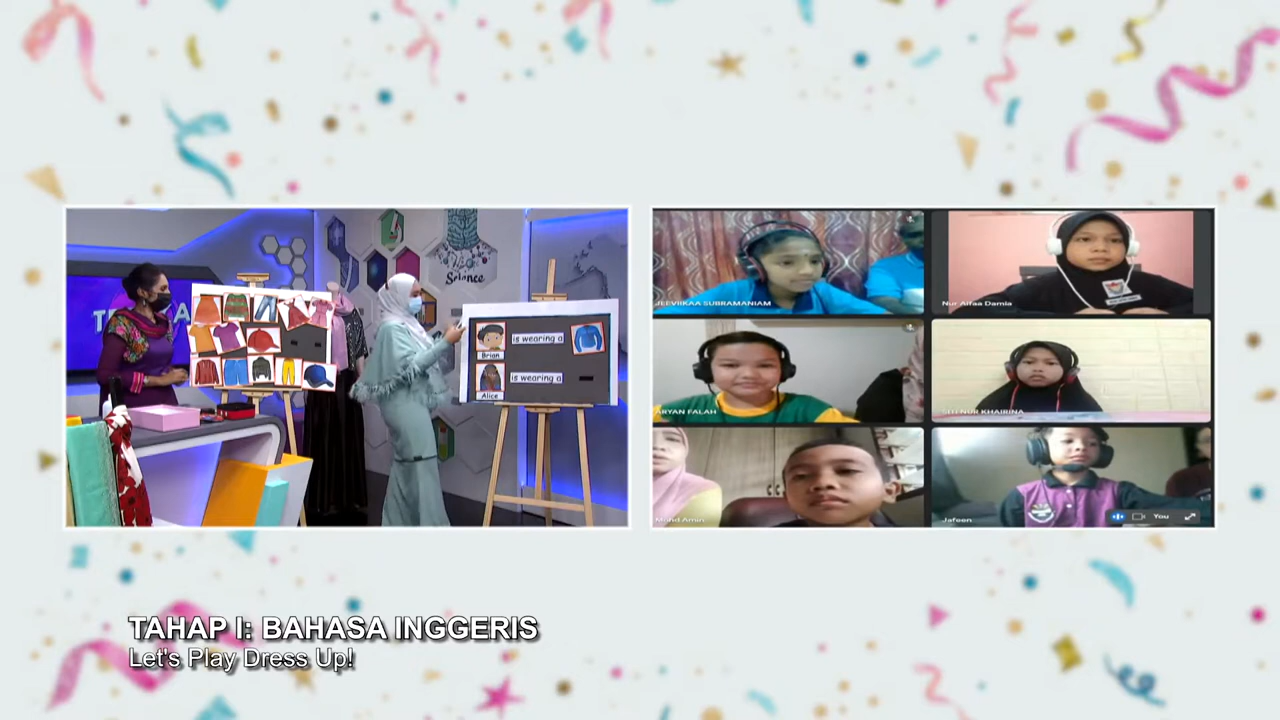 Science
Brian
is wearing a
Alice
is wearing a
JEEVIIKAA SUBRAMANIAM
Nur Alfaa Damia
ARYAN FALAH
SITI NUR KHAIRINA
Mohd Amin
Jafeen
You
TAHAP I: BAHASA INGGERIS
Let's Play Dress Up!